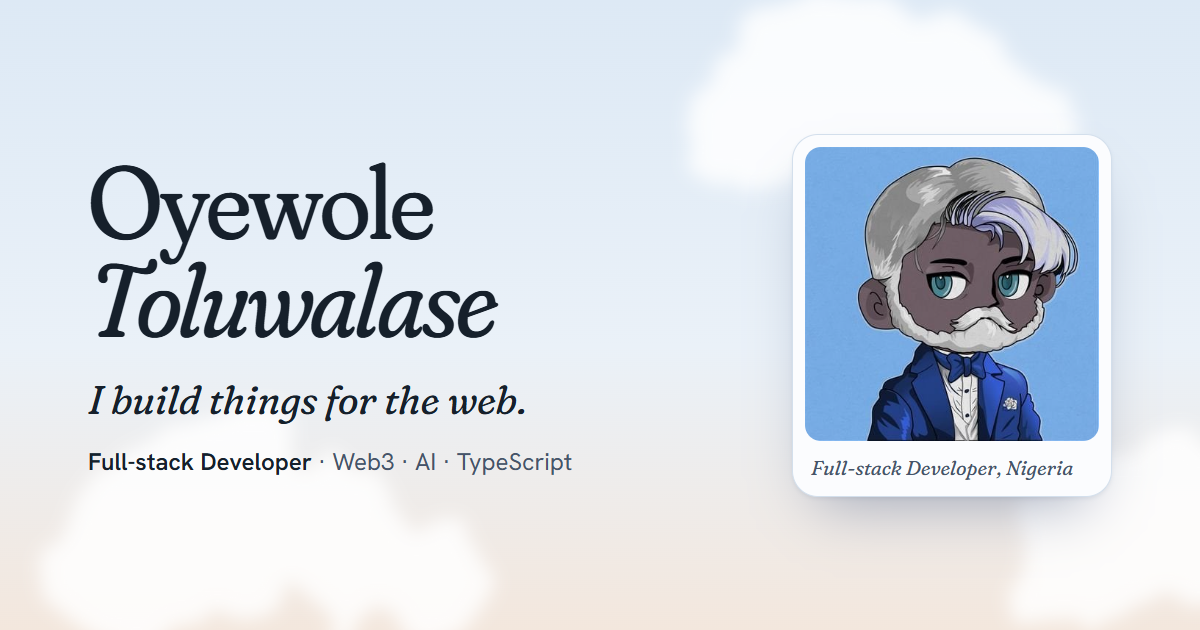 Oyewole
Toluwalase
I build things for the web.
Full-stack Developer · Web3 · AI · TypeScript
Full-stack Developer, Nigeria